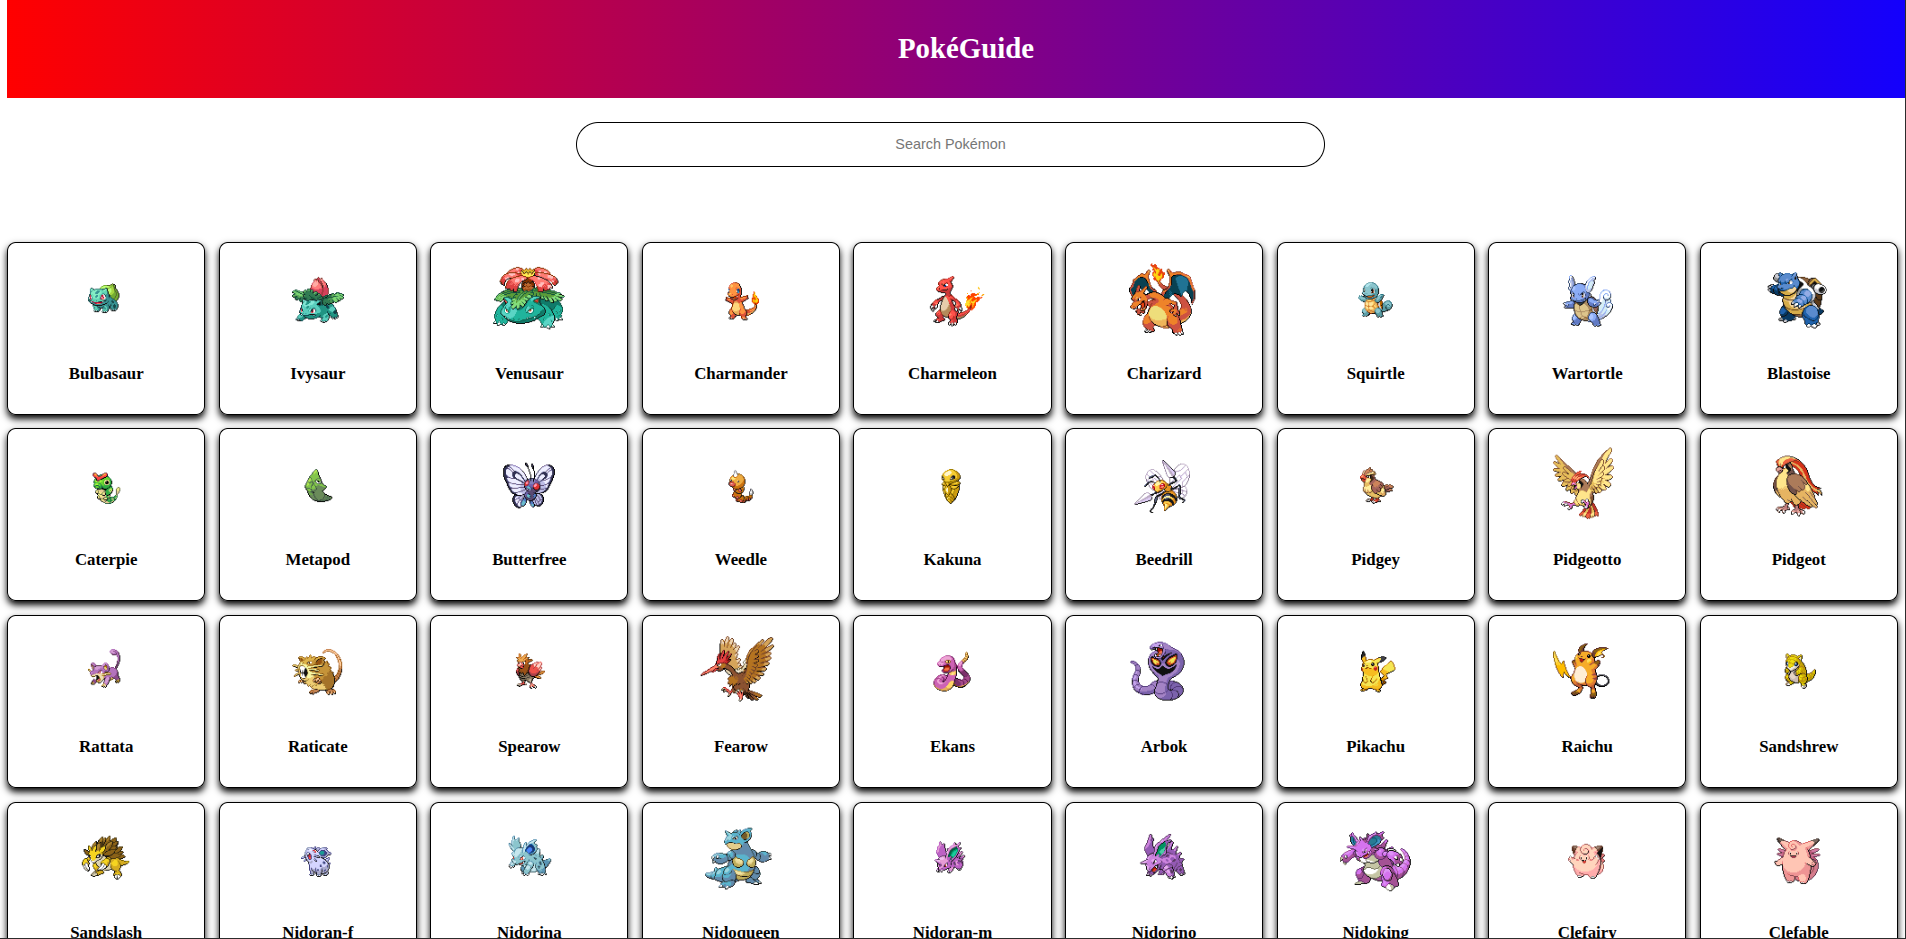 PokéGuide
Search Pokémon
Bulbasaur Ivysaur Venusaur Charmander Charmeleon Charizard Squirtle Wartortle Blastoise
Caterpie Metapod Butterfree Weedle Kakuna Beedrill Pidgey Pidgeotto Pidgeot
Rattata Raticate Spearow Fearow Ekans Arbok Pikachu Raichu Sandshrew
Sandslash Nidoran-f Nidorina Nidoqueen Nidoran-m Nidorino Nidoking Clefairy Clefable